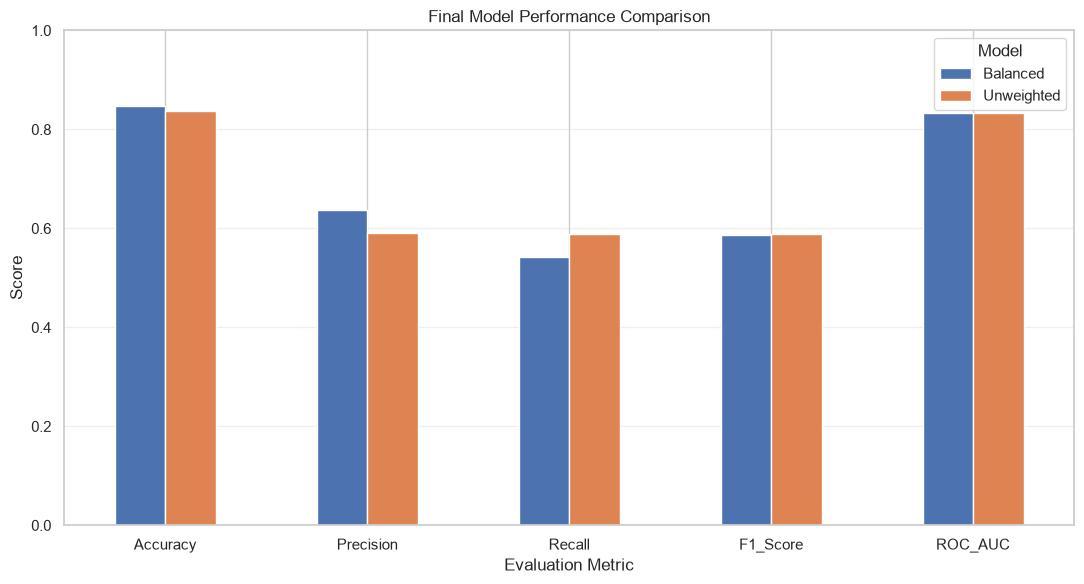 Final Model Performance Comparison
Model
Balanced
Unweighted
1.0
0.8
0.6
0.4
0.2
0.0
Score
Accuracy Precision Recall F1_Score ROC_AUC
Evaluation Metric